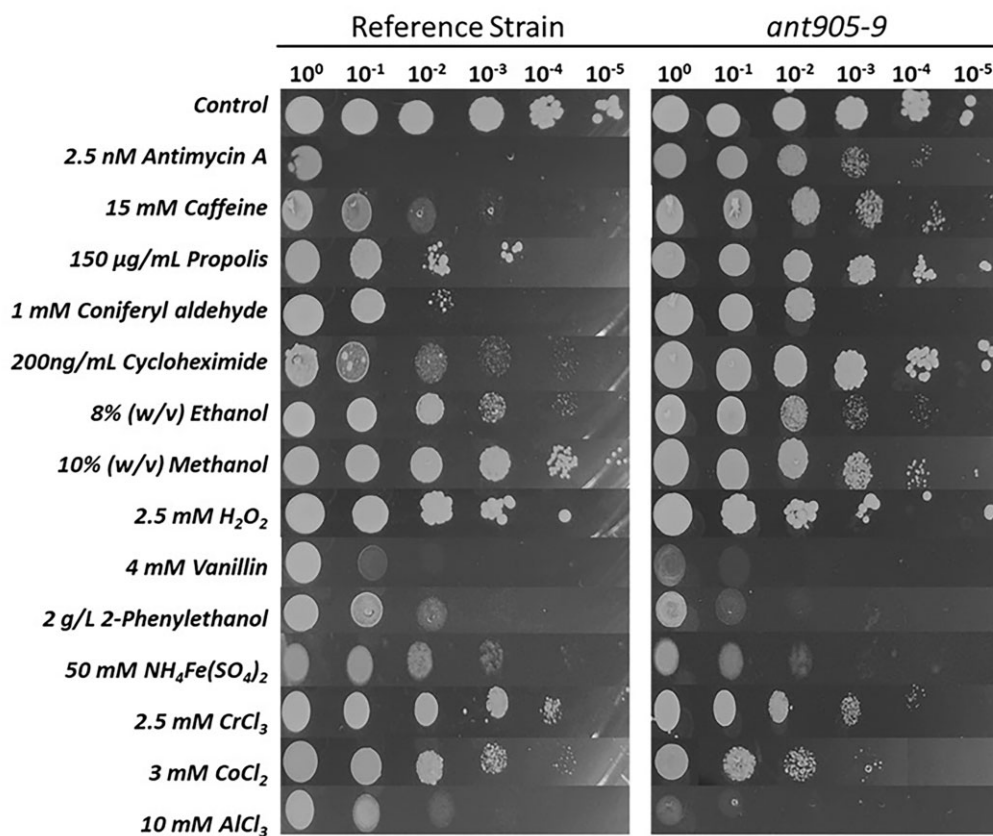 Reference Strain ant905-9
10⁰ 10⁻¹ 10⁻² 10⁻³ 10⁻⁴ 10⁻⁵ 10⁰ 10⁻¹ 10⁻² 10⁻³ 10⁻⁴ 10⁻⁵
Control
2.5 nM Antimycin A
15 mM Caffeine
150 µg/mL Propolis
1 mM Coniferyl aldehyde
200ng/mL Cycloheximide
8% (w/v) Ethanol
10% (w/v) Methanol
2.5 mM H₂O₂
4 mM Vanillin
2 g/L 2-Phenylethanol
50 mM NH₄Fe(SO₄)₂
2.5 mM CrCl₃
3 mM CoCl₂
10 mM AlCl₃